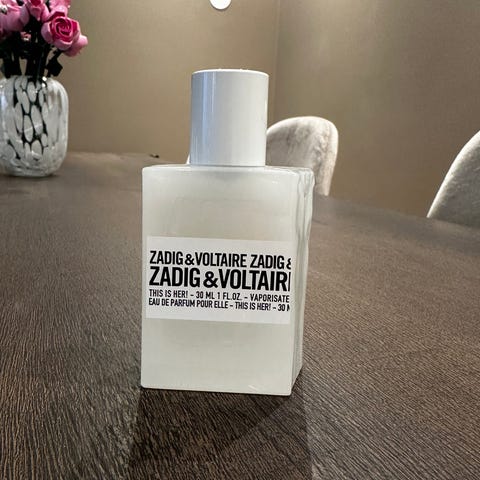 ZADIG&VOLTAIRE ZADIG &
ZADIG&VOLTAIR
THIS IS HER! – 30 ML 1 FL.OZ. – VAPORISATE
EAU DE PARFUM POUR ELLE – THIS IS HER! – 30 M